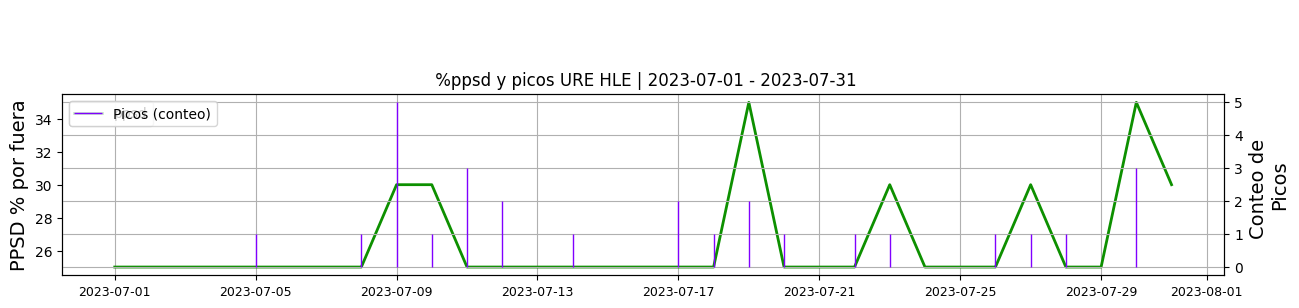 %ppsd y picos URE HLE | 2023-07-01 - 2023-07-31
PPSD % por fuera
34
32
30
28
26
Picos (conteo)
5
4
3
2
1
0
Conteo de
Picos
2023-07-01 2023-07-05 2023-07-09 2023-07-13 2023-07-17 2023-07-21 2023-07-25 2023-07-29 2023-08-01